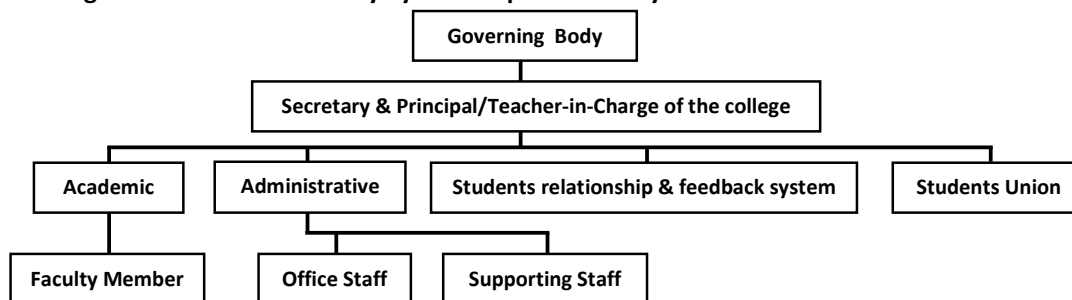 Governing Body
Secretary & Principal/Teacher-in-Charge of the college
Academic
Administrative
Students relationship & feedback system
Students Union
Faculty Member
Office Staff
Supporting Staff